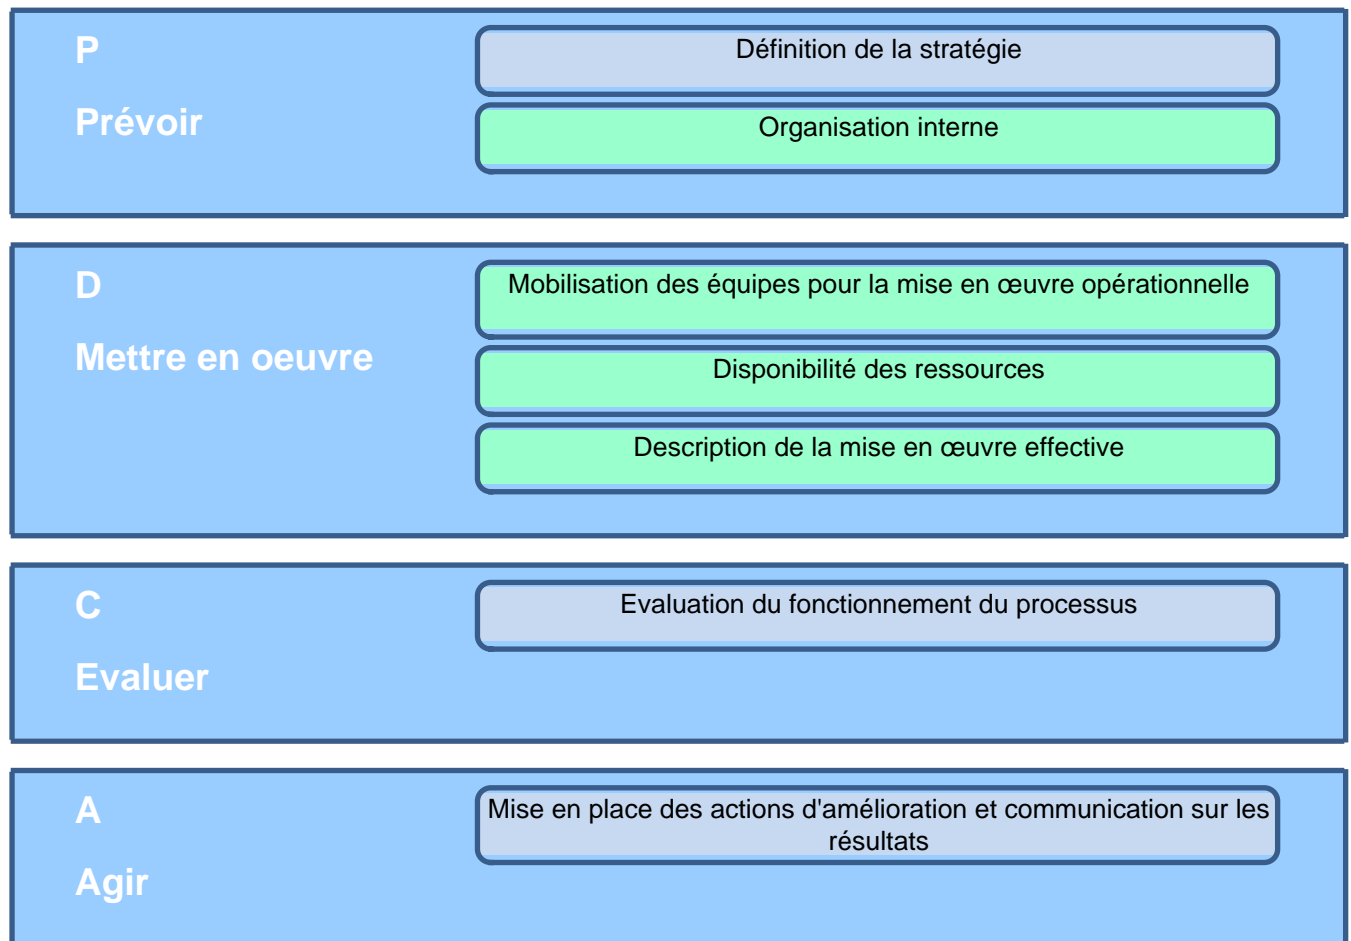 P
Prévoir
Définition de la stratégie
Organisation interne
D
Mettre en oeuvre
Mobilisation des équipes pour la mise en œuvre opérationnelle
Disponibilité des ressources
Description de la mise en œuvre effective
C
Evaluer
Evaluation du fonctionnement du processus
A
Agir
Mise en place des actions d'amélioration et communication sur les
résultats